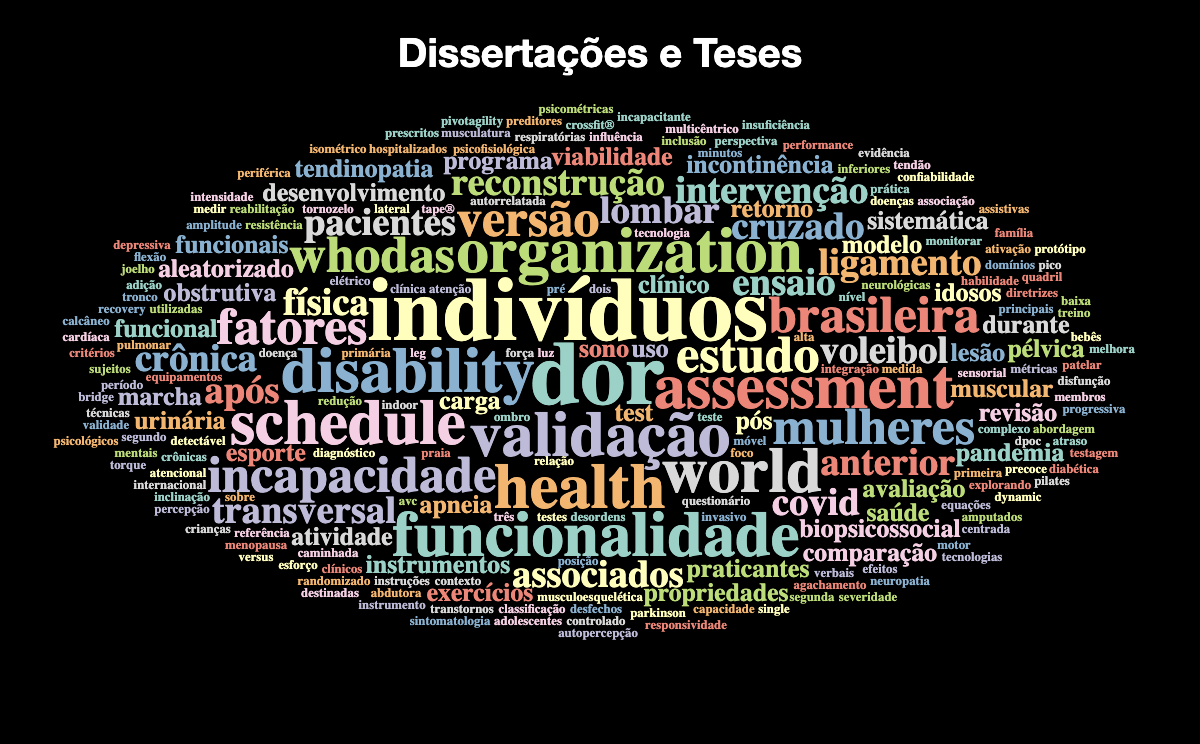 Dissertações e Teses
psicométricas
pivotagility preditores crossfit® incapacitante
prescritos musculatura respiratórias influência multicêntrico insuficiência
isométrico hospitalizados psicofisiológica inclusão perspectiva performance
periférica tendinopatia programa viabilidade minutos incontinência inferiores tendão evidência
confiabilidade
intensidade desenvolvimento reconstrução intervenção prática
autorrelatada doenças associação
medir reabilitação tornozelo lateral tape® versão lombar retorno assistivas
amplitude resistência pacientes tecnologia cruzado sistemática família
depressiva funcionais whodas organization modelo monitorar ativação protótipo
flexão
joelho aleatorizado ligamento domínios pico
adição elétrico clínica atenção pré dois clínico ensaio neurológicas habilidade quadril
tronco obstrutiva física indivíduos nível idosos diretrizes baixa
recovery utilizadas principais treino
calcâneo funcional fatores brasileira durante
cardíaca pulmonar primária alta bebês
critérios crônica doença leg força luz sono uso estudo voleibol lesão pélvica melhora
sujeitos equipamentos disability dor integração medida sensorial métricas patelar
período disfunção
bridge marcha após redução indoor carga assessment muscular membros
técnicas schedule ombro test teste pós mulheres revisão progressiva
validade urinária validação complexo abordagem
psicológicos segundo detectável móvel dpoc atraso
mentais crônicas esporte diagnóstico praia relação foco anterior pandemia testagem
torque atencional incapacidade health world primeira precoce diabética
internacional questionário explorando pilates
inclinação sobre avc apneia covid avaliação dynamic
percepção transversal três testes desordens invasivo saúde equações amputados
crianças referência atividade funcionalidade biopsicossocial centrada
menopausa motor
versus caminhada posição comparação tecnologias
esforço clínicos instrumentos associados praticantes verbais efeitos
randomizado instruções contexto agachamento neuropatia
destinadas abdutora exercícios musculoesquelética propriedades segunda severidade
instrumento transtornos classificação desfechos parkinson capacidade single
sintomatologia adolescentes controlado responsividade
autopercepção